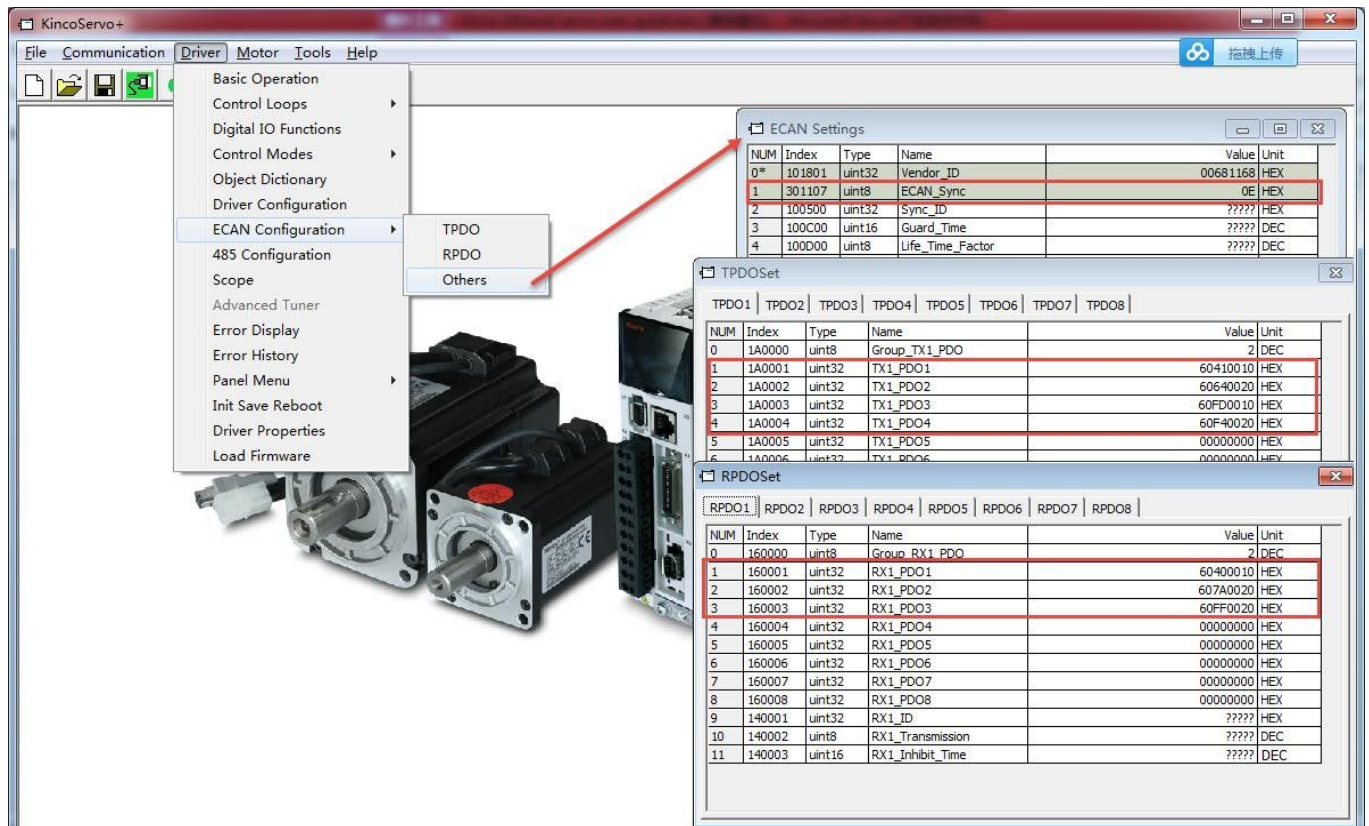 KincoServo+
File Communication Driver Motor Tools Help
拖拽上传
Basic Operation
Control Loops
Digital IO Functions
Control Modes
Object Dictionary
Driver Configuration
ECAN Configuration
485 Configuration
Scope
Advanced Tuner
Error Display
Error History
Panel Menu
Init Save Reboot
Driver Properties
Load Firmware
TPDO
RPDO
Others
ECAN Settings
NUM Index Type Name Value Unit
0* 101801 uint32 Vendor_ID 00681168 HEX
1 301107 uint8 ECAN_Sync 0E HEX
2 100500 uint32 Sync_ID ????? HEX
3 100C00 uint16 Guard_Time ????? DEC
4 100D00 uint8 Life_Time_Factor ????? DEC
TPDOSet
TPDO1 TPDO2 TPDO3 TPDO4 TPDO5 TPDO6 TPDO7 TPDO8
NUM Index Type Name Value Unit
0 1A0000 uint8 Group_TX1_PDO 2 DEC
1 1A0001 uint32 TX1_PDO1 60410010 HEX
2 1A0002 uint32 TX1_PDO2 60640020 HEX
3 1A0003 uint32 TX1_PDO3 60FD0010 HEX
4 1A0004 uint32 TX1_PDO4 60F40020 HEX
5 1A0005 uint32 TX1_PDO5 00000000 HEX
6 1A0006 uint32 TX1_PDO6 00000000 HEX
RPDOSet
RPDO1 RPDO2 RPDO3 RPDO4 RPDO5 RPDO6 RPDO7 RPDO8
NUM Index Type Name Value Unit
0 160000 uint8 Group_RX1_PDO 2 DEC
1 160001 uint32 RX1_PDO1 60400010 HEX
2 160002 uint32 RX1_PDO2 607A0020 HEX
3 160003 uint32 RX1_PDO3 60FF0020 HEX
4 160004 uint32 RX1_PDO4 00000000 HEX
5 160005 uint32 RX1_PDO5 00000000 HEX
6 160006 uint32 RX1_PDO6 00000000 HEX
7 160007 uint32 RX1_PDO7 00000000 HEX
8 160008 uint32 RX1_PDO8 00000000 HEX
9 140001 uint32 RX1_ID ????? HEX
10 140002 uint8 RX1_Transmission ????? DEC
11 140003 uint16 RX1_Inhibit_Time ????? DEC